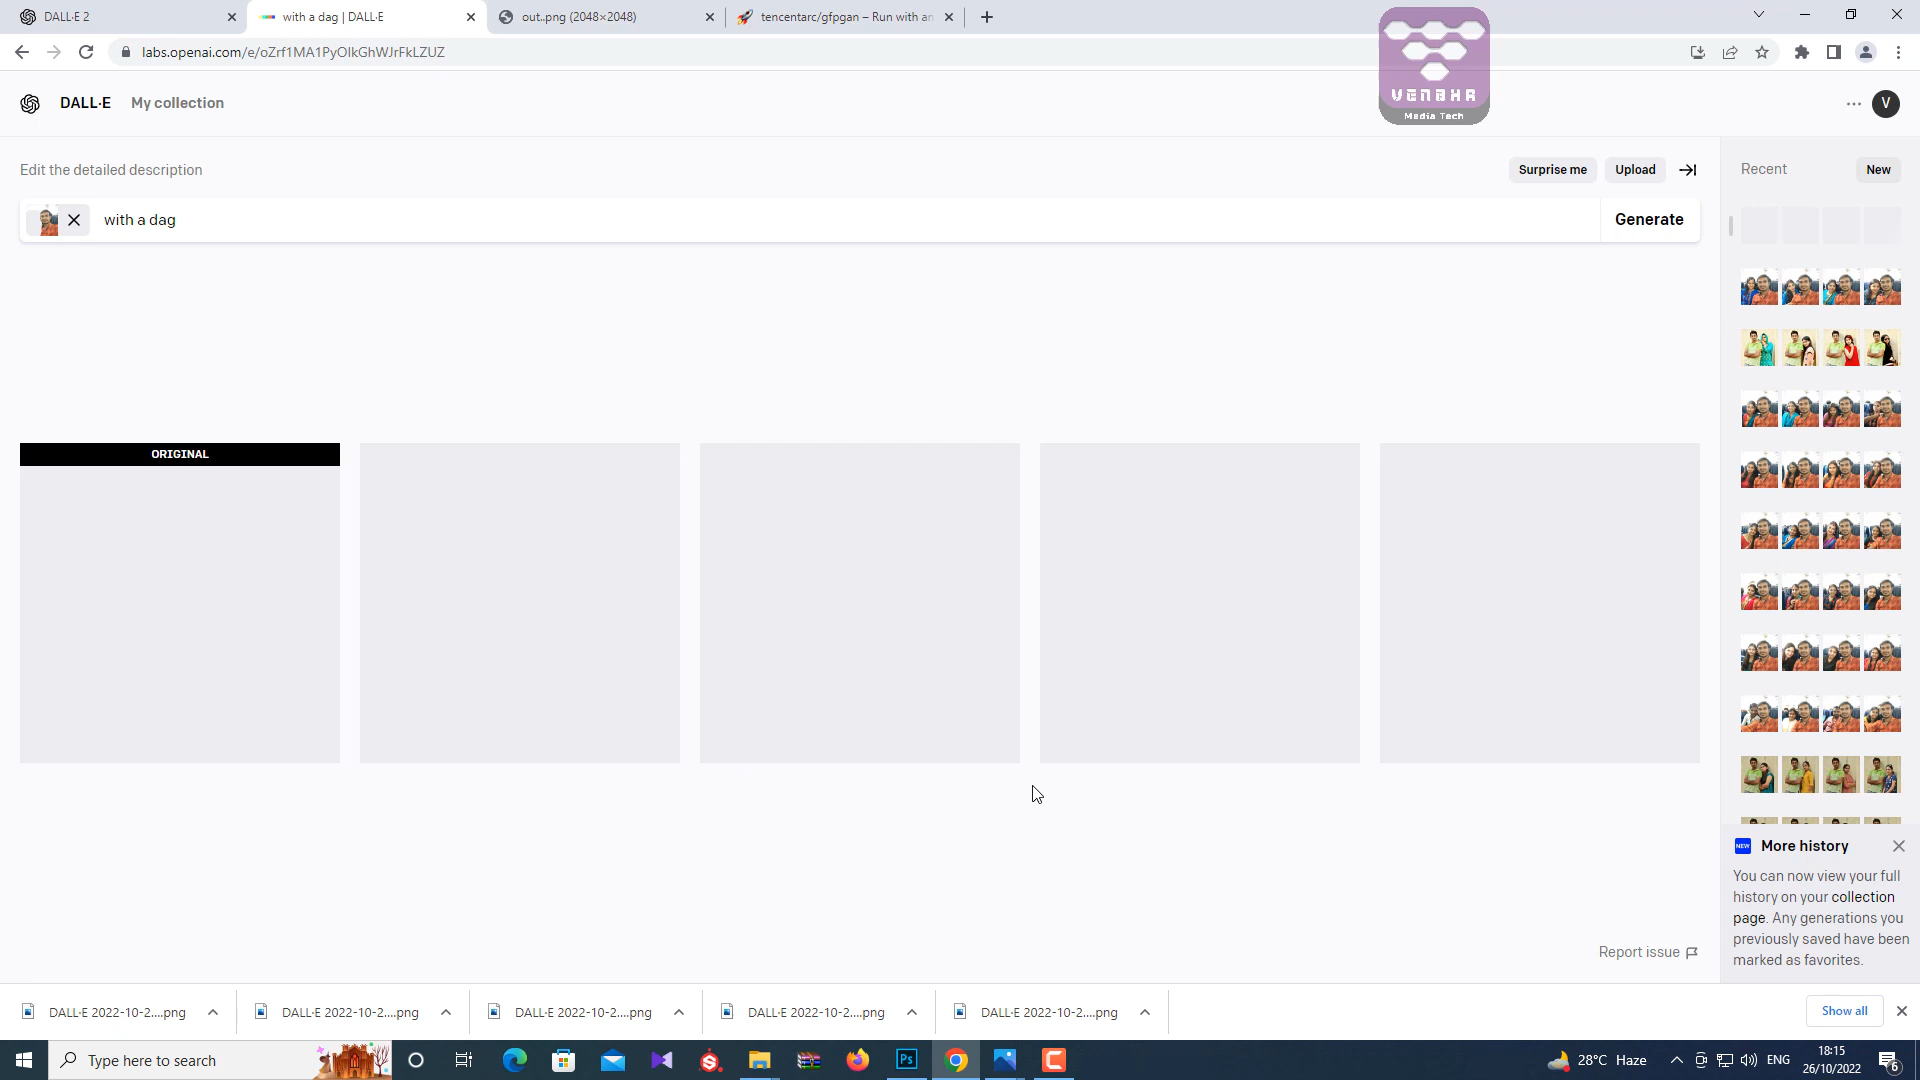 DALL·E 2
with a dag | DALL·E
out..png (2048×2048)
tencentarc/gfpgan – Run with an
labs.openai.com/e/oZrf1MA1PyOlkGhWJrFkLZUZ
VENBHA
Media Tech
DALL·E
My collection
V
Edit the detailed description
Surprise me
Upload
Recent
New
with a dag
Generate
ORIGINAL
NEW
More history
You can now view your full
history on your collection
page. Any generations you
previously saved have been
marked as favorites.
Report issue
DALL·E 2022-10-2....png
DALL·E 2022-10-2....png
DALL·E 2022-10-2....png
DALL·E 2022-10-2....png
DALL·E 2022-10-2....png
Show all
Type here to search
Ps
28°C Haze
ENG
18:15
26/10/2022
6